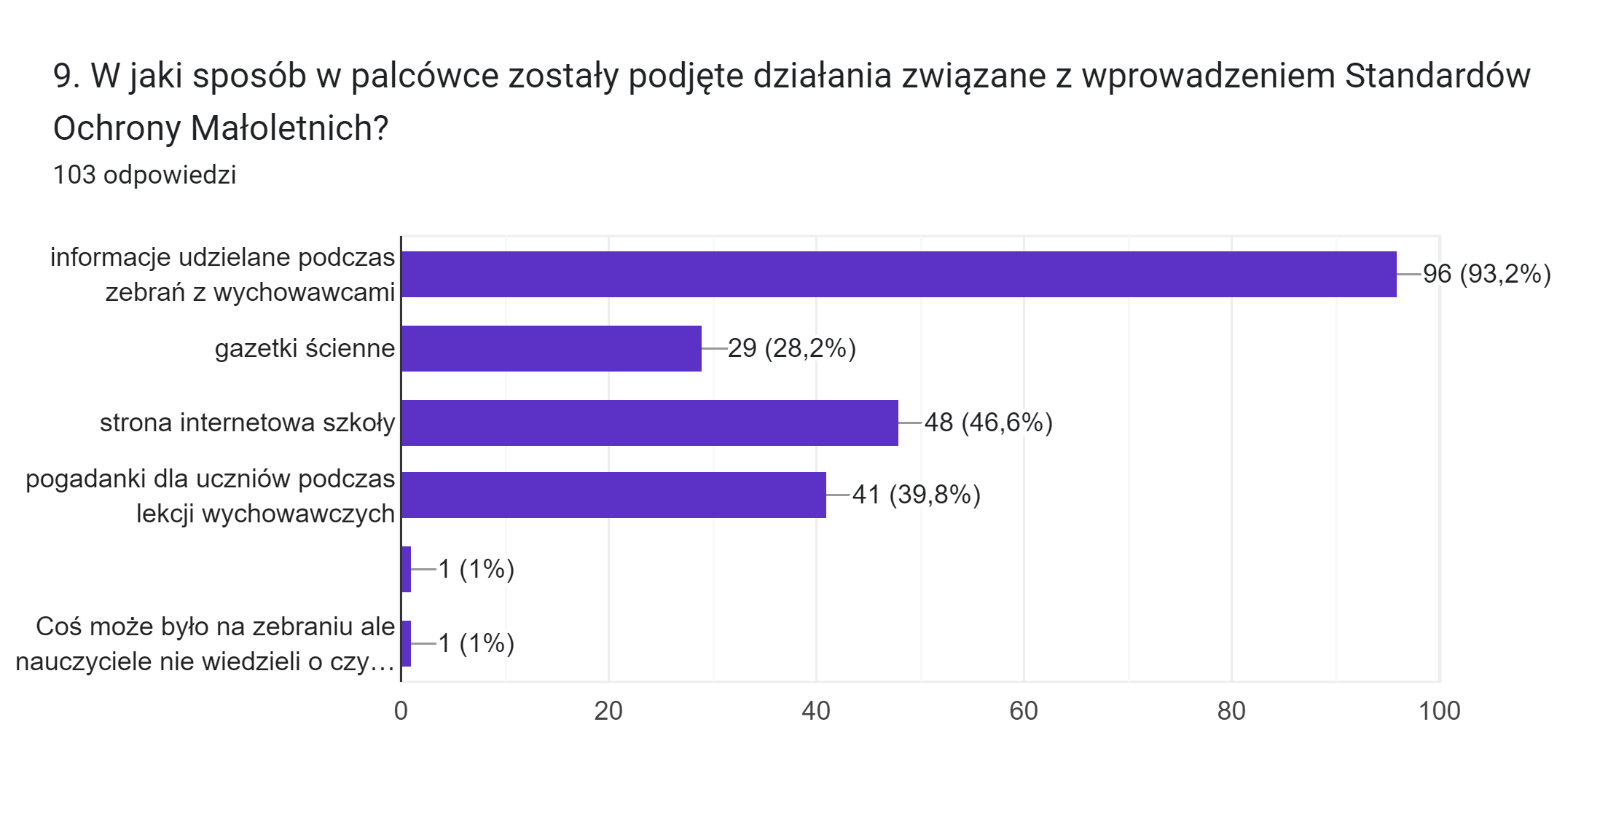 9. W jaki sposób w palcówce zostały podjęte działania związane z wprowadzeniem Standardów
Ochrony Małoletnich?
103 odpowiedzi
informacje udzielane podczas
zebrań z wychowawcami
96 (93,2%)
gazetki ścienne
29 (28,2%)
strona internetowa szkoły
48 (46,6%)
pogadanki dla uczniów podczas
lekcji wychowawczych
41 (39,8%)
1 (1%)
Coś może było na zebraniu ale
nauczyciele nie wiedzieli o czy…
1 (1%)
0 20 40 60 80 100